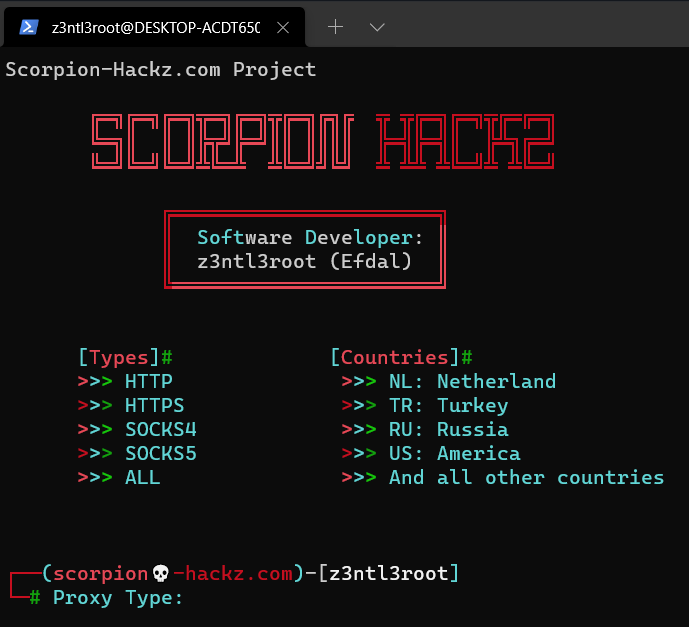 z3ntl3root@DESKTOP-ACDT650
Scorpion-Hackz.com Project
SCORPION HACKZ
Software Developer:
z3ntl3root (Efdal)
[Types]# [Countries]#
>>> HTTP >>> NL: Netherland
>>> HTTPS >>> TR: Turkey
>>> SOCKS4 >>> RU: Russia
>>> SOCKS5 >>> US: America
>>> ALL >>> And all other countries
┌──(scorpion💀-hackz.com)-[z3ntl3root]
└─# Proxy Type: